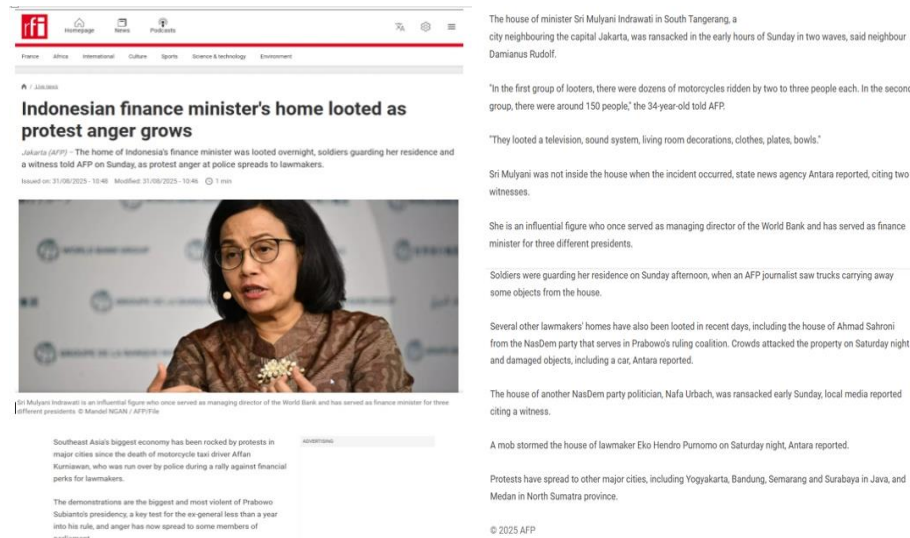 rfi
Homepage
News
Podcasts
France Africa International Culture Sports Science & technology Environment
/ Live news
Indonesian finance minister's home looted as
protest anger grows
Jakarta (AFP) – The home of Indonesia's finance minister was looted overnight, soldiers guarding her residence and
a witness told AFP on Sunday, as protest anger at police spreads to lawmakers.
Issued on: 31/08/2025 - 10:48 Modified: 31/08/2025 - 10:46 1 min
Sri Mulyani Indrawati is an influential figure who once served as managing director of the World Bank and has served as finance minister for three
different presidents © Mandel NGAN / AFP/File
Southeast Asia's biggest economy has been rocked by protests in
major cities since the death of motorcycle taxi driver Affan
Kurniawan, who was run over by police during a rally against financial
perks for lawmakers.
The demonstrations are the biggest and most violent of Prabowo
Subianto's presidency, a key test for the ex-general less than a year
into his rule, and anger has now spread to some members of
ADVERTISING
The house of minister Sri Mulyani Indrawati in South Tangerang, a
city neighbouring the capital Jakarta, was ransacked in the early hours of Sunday in two waves, said neighbour
Damianus Rudolf.
"In the first group of looters, there were dozens of motorcycles ridden by two to three people each. In the second
group, there were around 150 people," the 34-year-old told AFP.
"They looted a television, sound system, living room decorations, clothes, plates, bowls."
Sri Mulyani was not inside the house when the incident occurred, state news agency Antara reported, citing two
witnesses.
She is an influential figure who once served as managing director of the World Bank and has served as finance
minister for three different presidents.
Soldiers were guarding her residence on Sunday afternoon, when an AFP journalist saw trucks carrying away
some objects from the house.
Several other lawmakers' homes have also been looted in recent days, including the house of Ahmad Sahroni
from the NasDem party that serves in Prabowo's ruling coalition. Crowds attacked the property on Saturday night
and damaged objects, including a car, Antara reported.
The house of another NasDem party politician, Nafa Urbach, was ransacked early Sunday, local media reported
citing a witness.
A mob stormed the house of lawmaker Eko Hendro Purnomo on Saturday night, Antara reported.
Protests have spread to other major cities, including Yogyakarta, Bandung, Semarang and Surabaya in Java, and
Medan in North Sumatra province.
© 2025 AFP